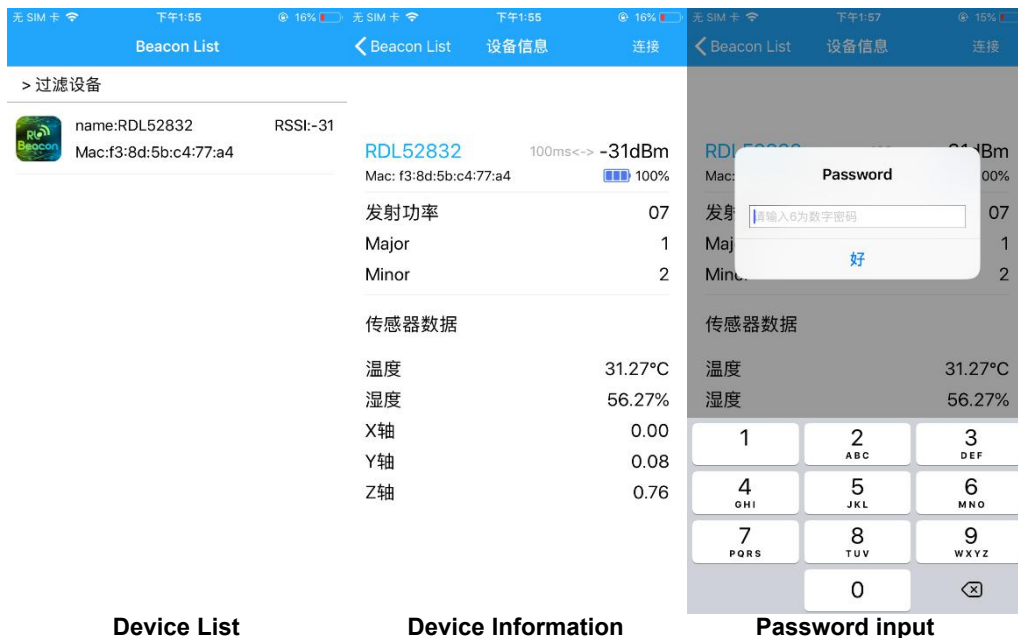 无 SIM 卡 下午1:55 16%
Beacon List
> 过滤设备
RL
Beacon
name:RDL52832 RSSI:-31
Mac:f3:8d:5b:c4:77:a4
Device List
无 SIM 卡 下午1:55 16%
Beacon List 设备信息 连接
RDL52832 100ms<-> -31dBm
Mac: f3:8d:5b:c4:77:a4 100%
发射功率 07
Major 1
Minor 2
传感器数据
温度 31.27°C
湿度 56.27%
X轴 0.00
Y轴 0.08
Z轴 0.76
Device Information
无 SIM 卡 下午1:57 15%
Beacon List 设备信息 连接
Mac: 00%
发射 07
Maj 1
2
Password
请输入6为数字密码
好
传感器数据
温度 31.27°C
湿度 56.27%
1 2 ABC 3 DEF
4 GHI 5 JKL 6 MNO
7 PQRS 8 TUV 9 WXYZ
0
Password input